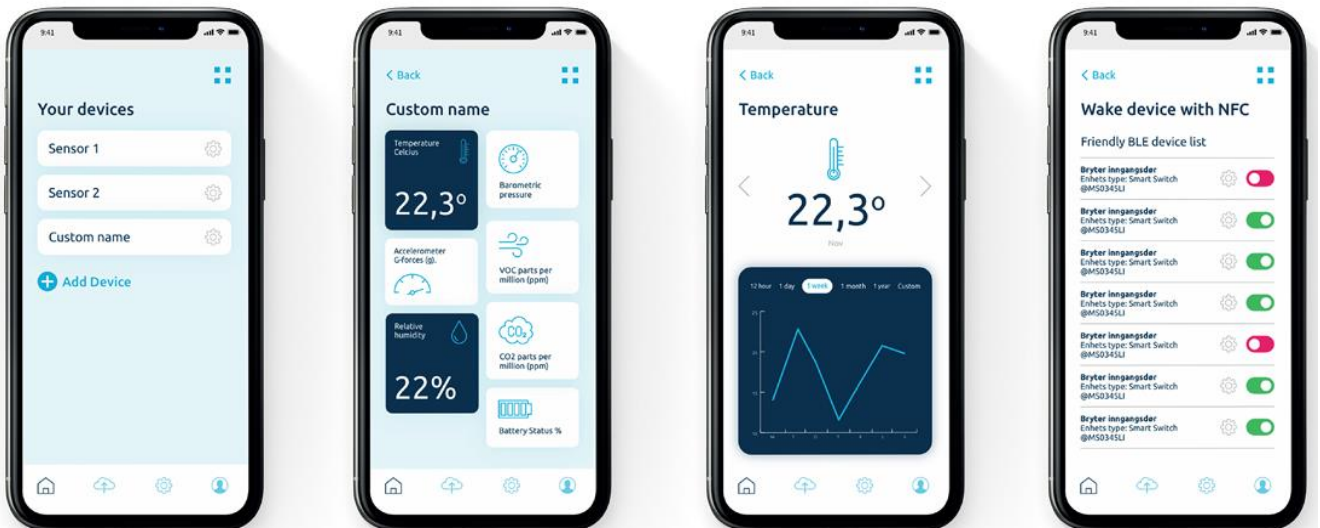 9:41
Your devices
Sensor 1
Sensor 2
Custom name
Add Device
9:41
< Back
Custom name
Temperature
Celcius
22,3°
Accelerometer
G-forces (g).
Relative
humidity
22%
Barometric
pressure
VOC parts per
million (ppm)
CO₂
CO2 parts per
million (ppm)
Battery Status %
9:41
< Back
Temperature
22,3°
Nov
12 hour 1 day 1 week 1 month 1 year Custom
9:41
< Back
Wake device with NFC
Friendly BLE device list
Bryter inngangsdør
Enhets type: Smart Switch
@MS0345LI
Bryter inngangsdør
Enhets type: Smart Switch
@MS0345LI
Bryter inngangsdør
Enhets type: Smart Switch
@MS0345LI
Bryter inngangsdør
Enhets type: Smart Switch
@MS0345LI
Bryter inngangsdør
Enhets type: Smart Switch
@MS0345LI
Bryter inngangsdør
Enhets type: Smart Switch
@MS0345LI
Bryter inngangsdør
Enhets type: Smart Switch
@MS0345LI